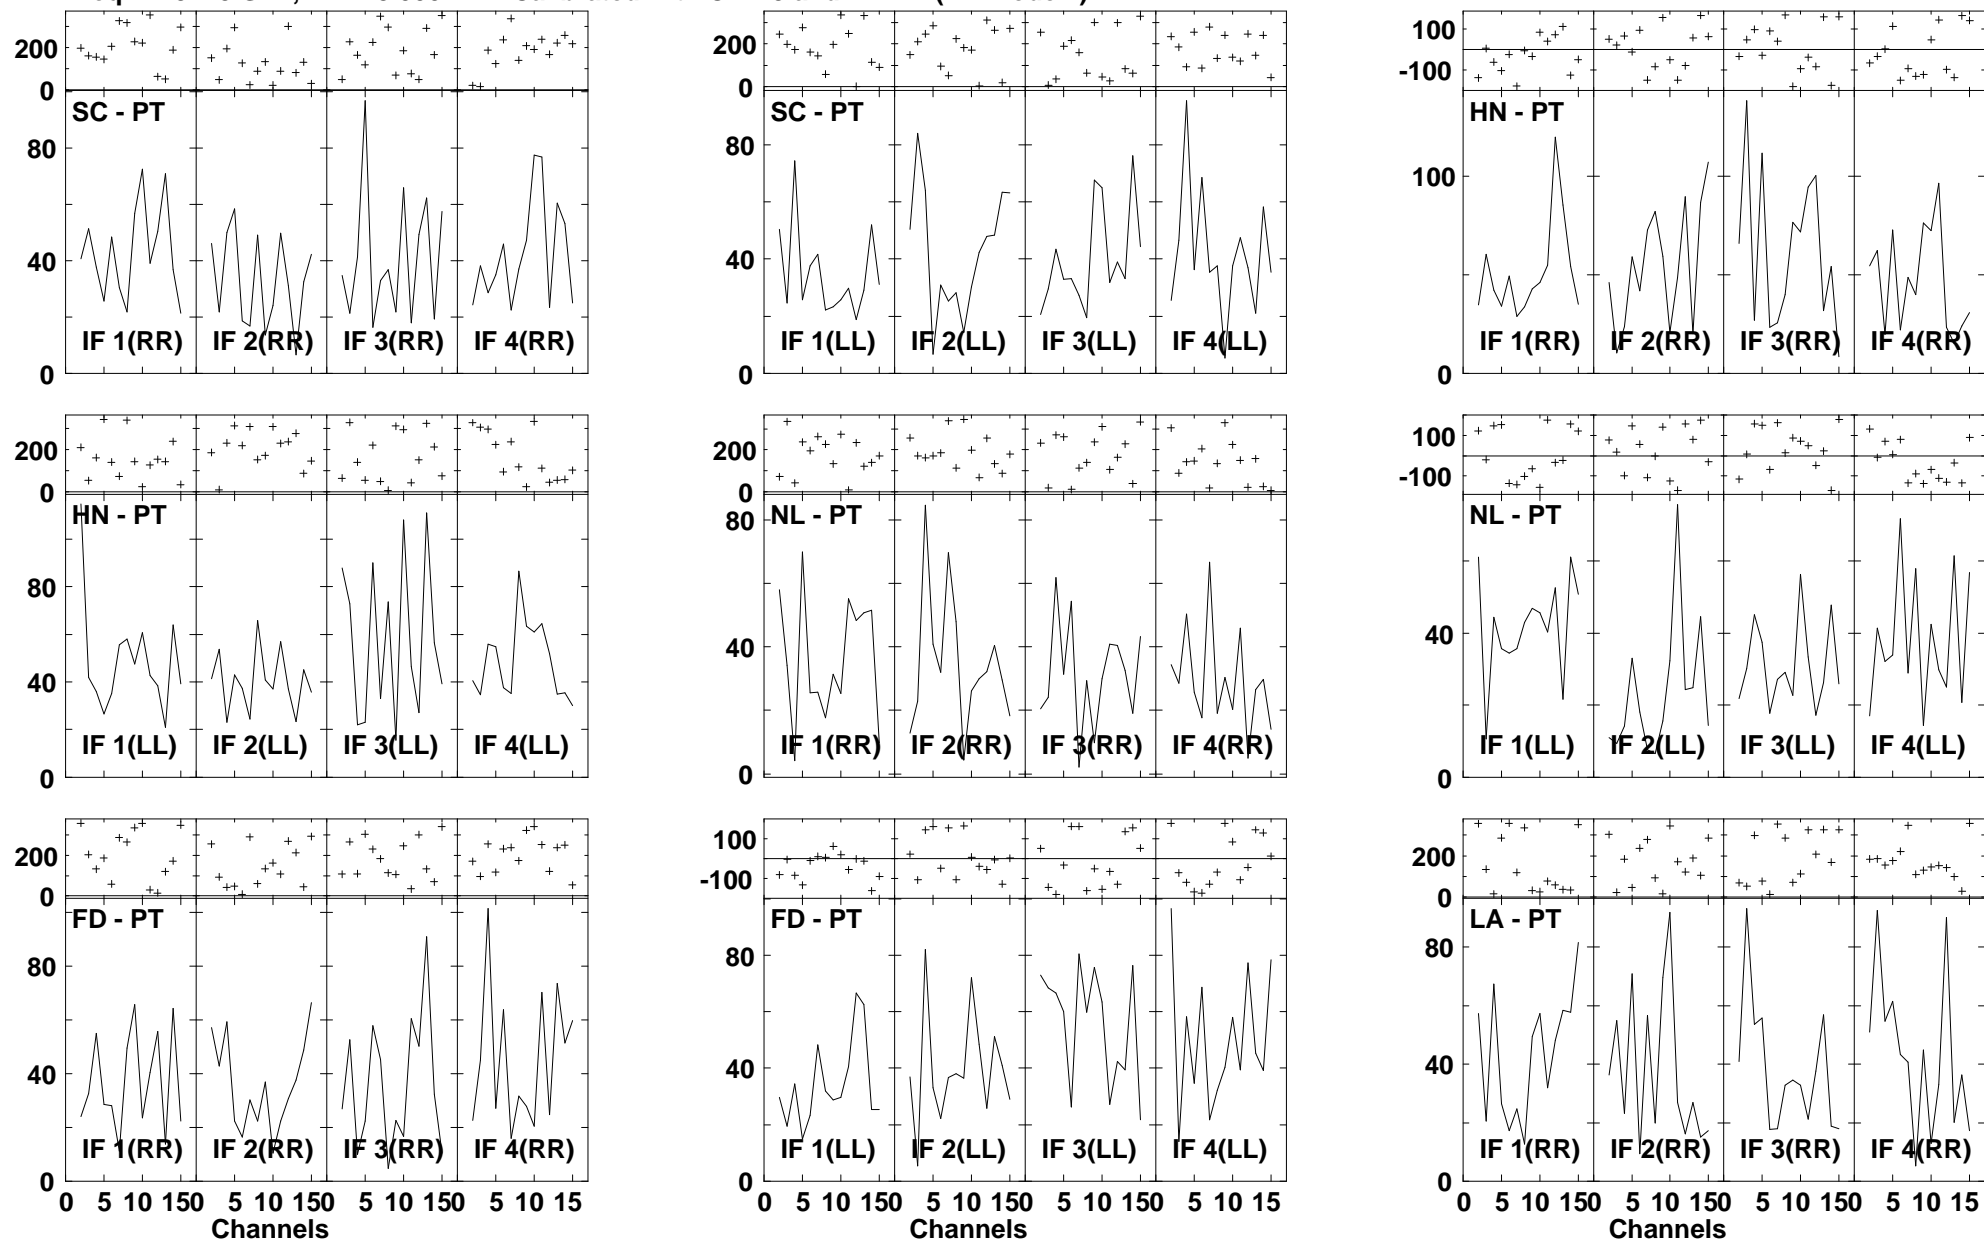 200 200 100
0 0 -100
SC - PT SC - PT HN - PT
80 80 100
40 40
IF 1(RR) IF 2(RR) IF 3(RR) IF 4(RR) IF 1(LL) IF 2(LL) IF 3(LL) IF 4(LL) IF 1(RR) IF 2(RR) IF 3(RR) IF 4(RR)
0 0 0
200 200 100
0 0 -100
HN - PT NL - PT NL - PT
80 80
40 40 40
IF 1(LL) IF 2(LL) IF 3(LL) IF 4(LL) IF 1(RR) IF 2(RR) IF 3(RR) IF 4(RR) IF 1(LL) IF 2(LL) IF 3(LL) IF 4(LL)
0 0 0
200 100 200
0 -100 0
FD - PT FD - PT LA - PT
80 80 80
40 40 40
IF 1(RR) IF 2(RR) IF 3(RR) IF 4(RR) IF 1(LL) IF 2(LL) IF 3(LL) IF 4(LL) IF 1(RR) IF 2(RR) IF 3(RR) IF 4(RR)
0 0 0
0 5 10 150 5 10 150 5 10 150 5 10 15 0 5 10 150 5 10 150 5 10 150 5 10 15 0 5 10 150 5 10 150 5 10 150 5 10 15
Channels Channels Channels